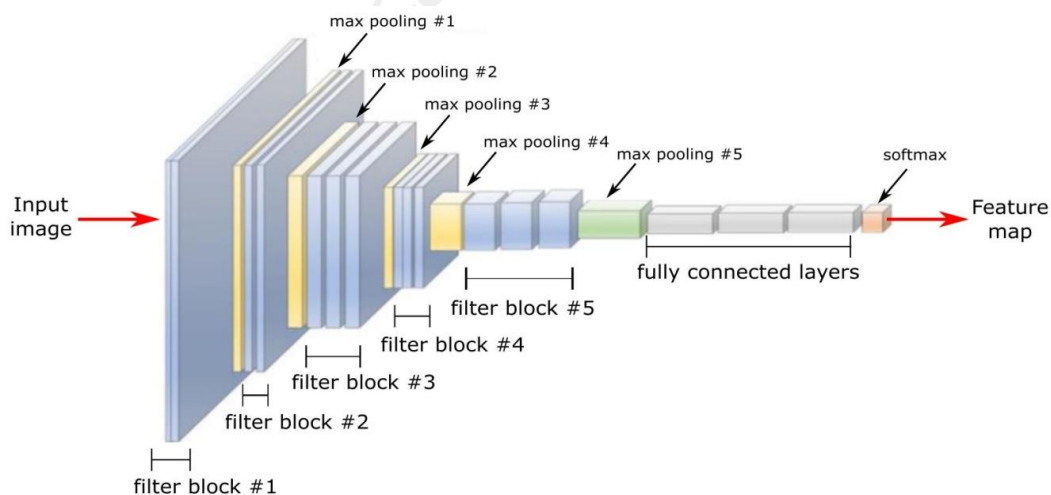 max pooling #1
max pooling #2
max pooling #3
max pooling #4
max pooling #5
softmax
Input
image
Feature
map
fully connected layers
filter block #5
filter block #4
filter block #3
filter block #2
filter block #1